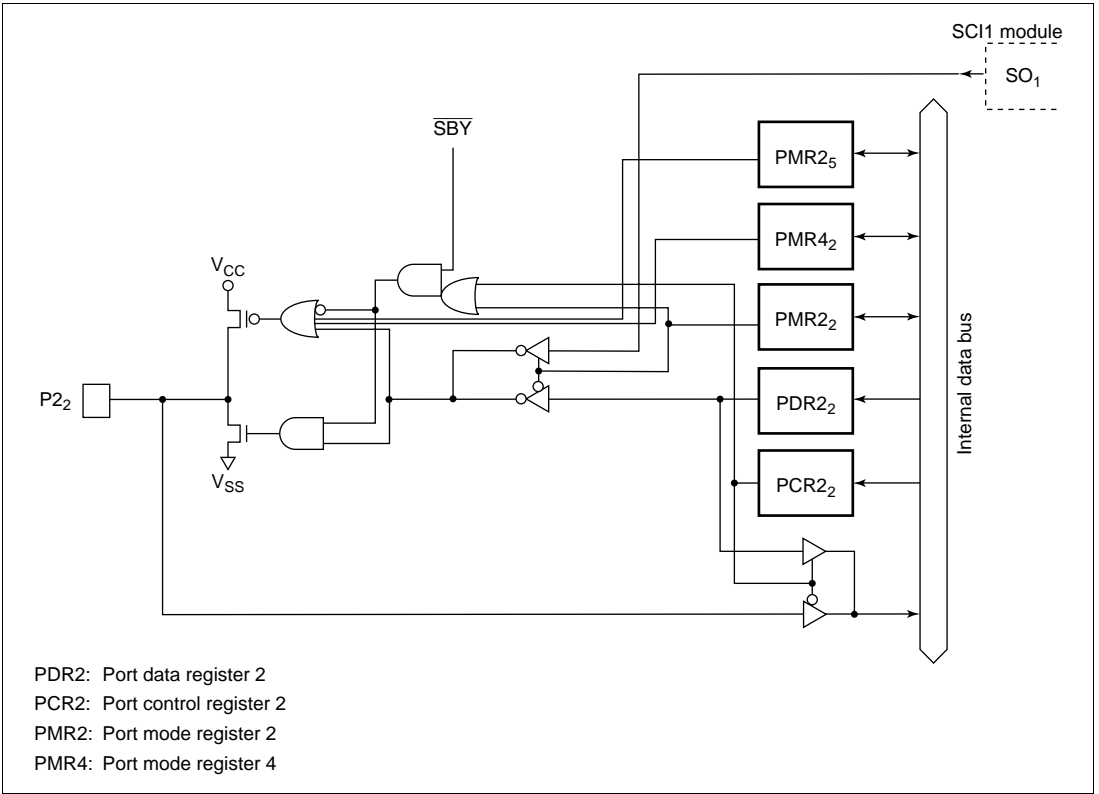 SCI1 module
SO1
SBY
PMR25
PMR42
VCC
PMR22
P22
PDR22
Internal data bus
VSS
PCR22
PDR2: Port data register 2
PCR2: Port control register 2
PMR2: Port mode register 2
PMR4: Port mode register 4